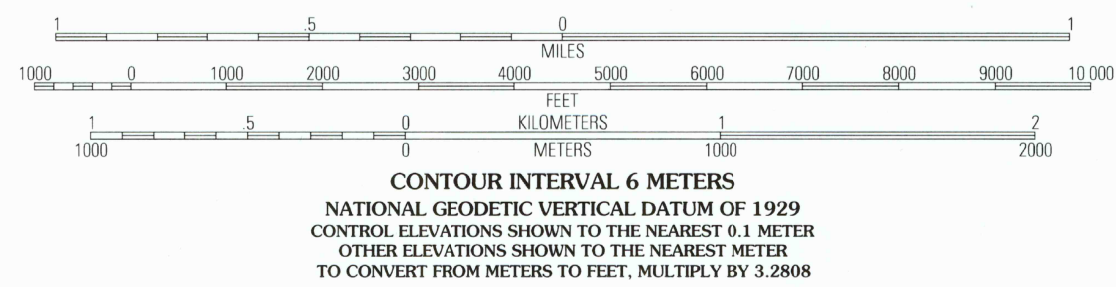 1 .5 0 1
MILES
1000 0 1000 2000 3000 4000 5000 6000 7000 8000 9000 10 000
FEET
1 .5 0 KILOMETERS 1 2
1000 0 METERS 1000 2000
CONTOUR INTERVAL 6 METERS
NATIONAL GEODETIC VERTICAL DATUM OF 1929
CONTROL ELEVATIONS SHOWN TO THE NEAREST 0.1 METER
OTHER ELEVATIONS SHOWN TO THE NEAREST METER
TO CONVERT FROM METERS TO FEET, MULTIPLY BY 3.2808